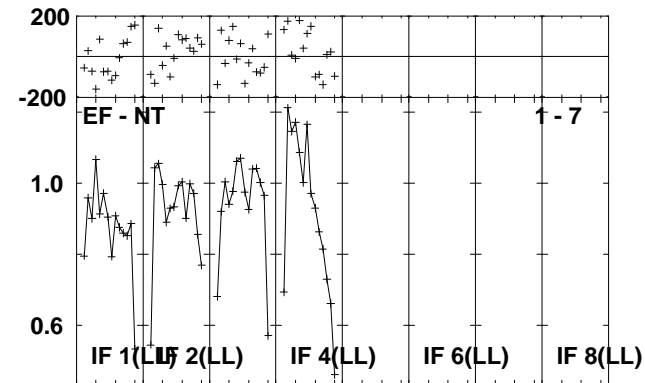 200
-200
EF - NT 1 - 7
1.0
0.6
IF 1(LL) IF 2(LL) IF 4(LL) IF 6(LL) IF 8(LL)